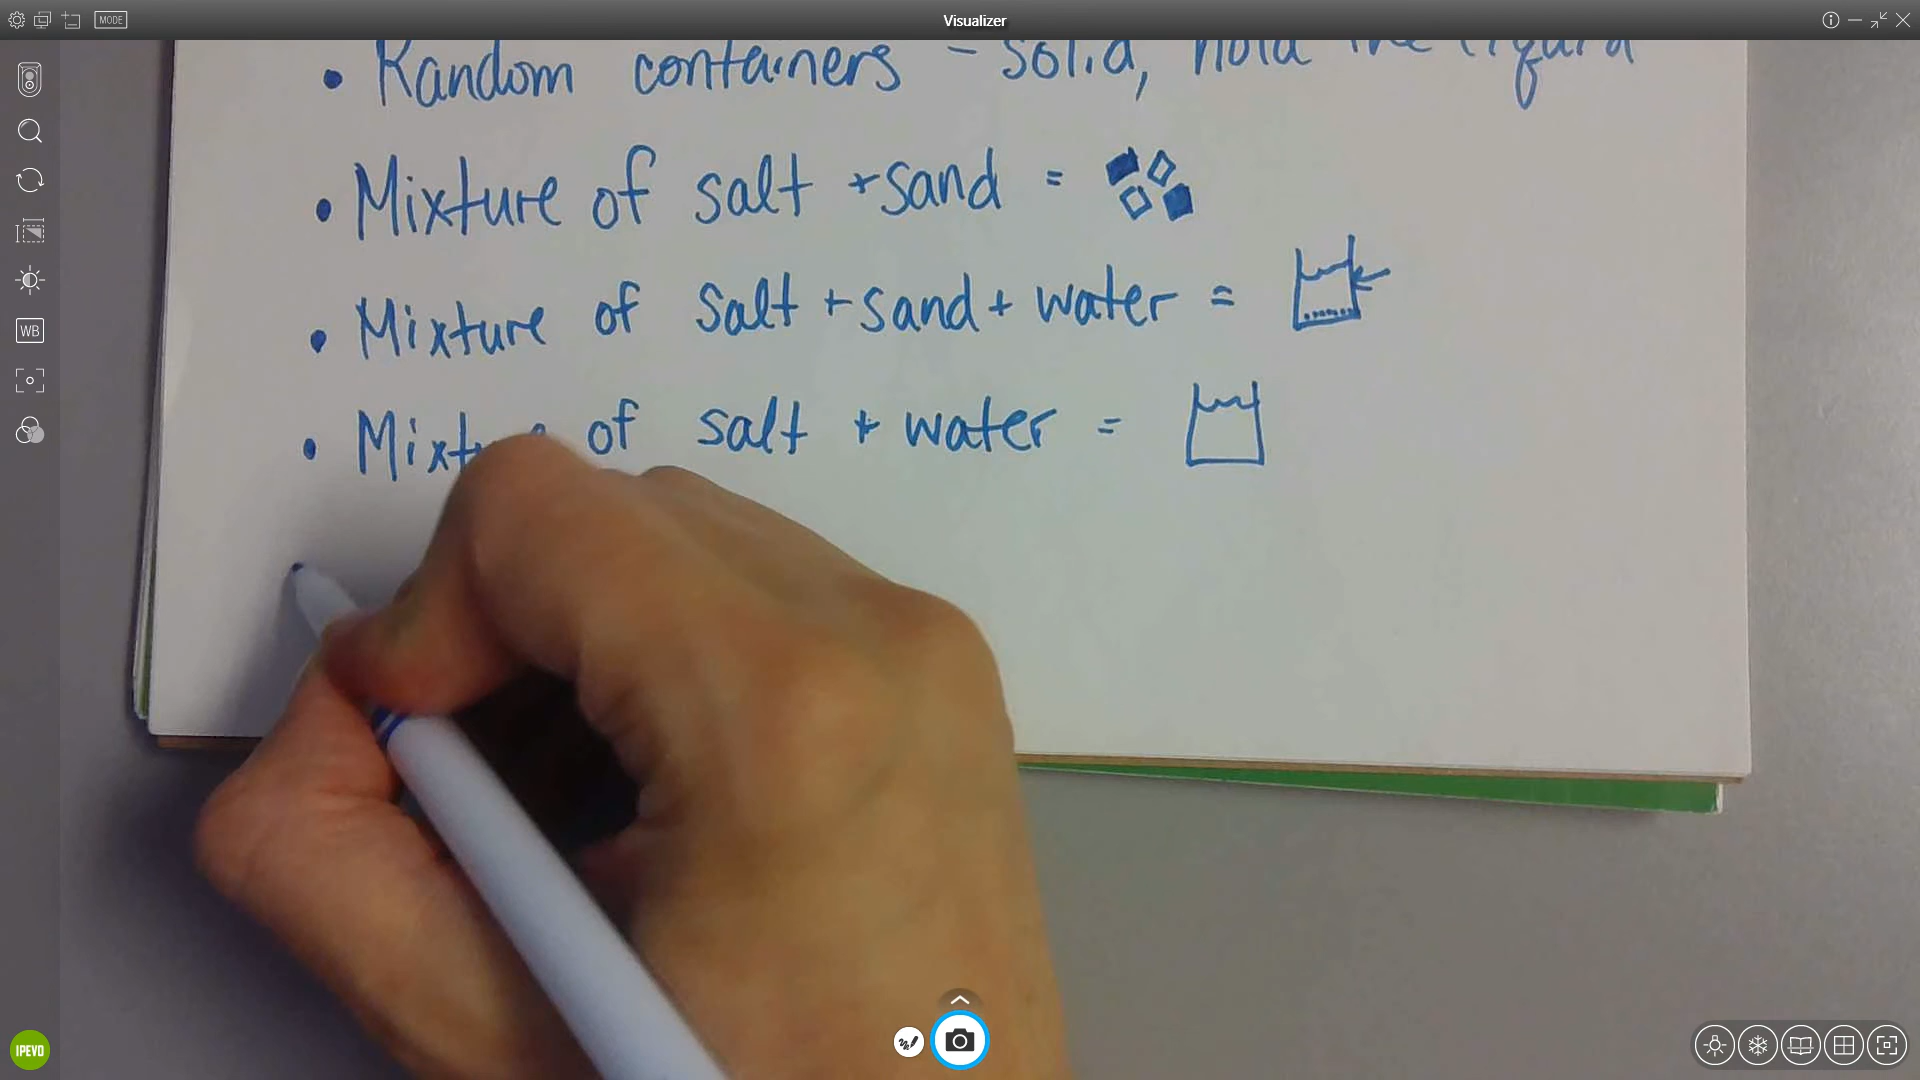 Visualizer
MODE
• Random containers - solid, hold the liquid
• Mixture of salt + sand =
• Mixture of salt + sand + water =
WB
• Mixture of salt + water =
IPEVO